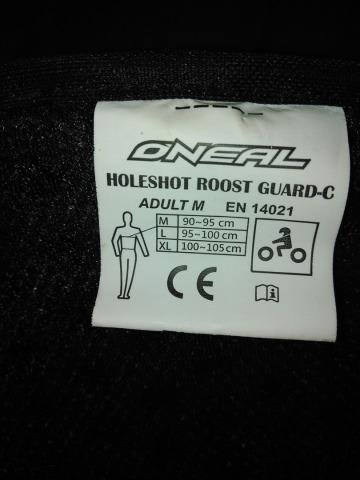 ONEAL
HOLESHOT ROOST GUARD-C
ADULT M EN 14021
M 90~95 cm
L 95~100 cm
XL 100~105 cm
CE
i